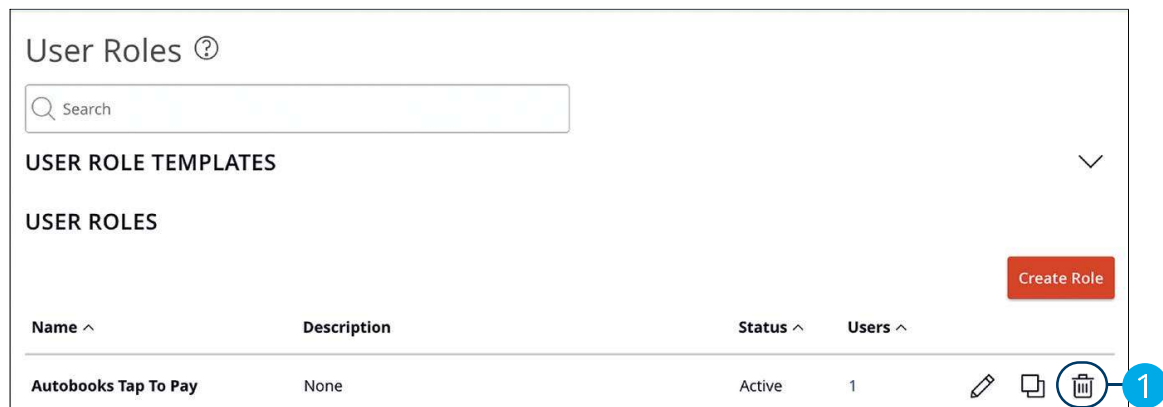 User Roles ?
Search
USER ROLE TEMPLATES
USER ROLES
Create Role
Name Description Status Users
Autobooks Tap To Pay None Active 1 1